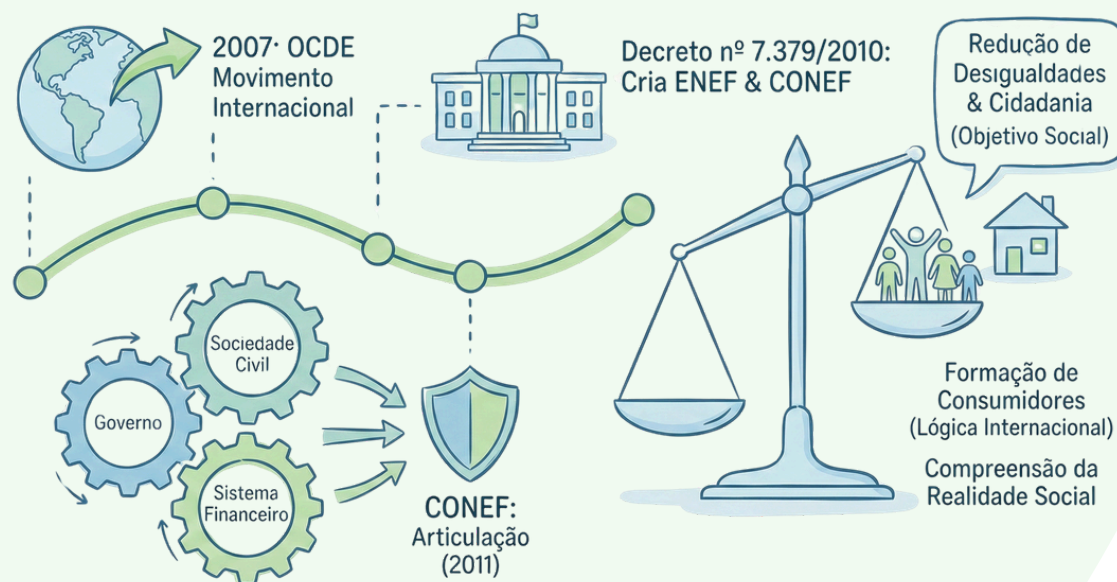 2007· OCDE
Movimento
Internacional
Decreto nº 7.379/2010:
Cria ENEF & CONEF
Redução de
Desigualdades
& Cidadania
(Objetivo Social)
Sociedade
Civil
Governo
Sistema
Financeiro
CONEF:
Articulação
(2011)
Formação de
Consumidores
(Lógica Internacional)
Compreensão da
Realidade Social